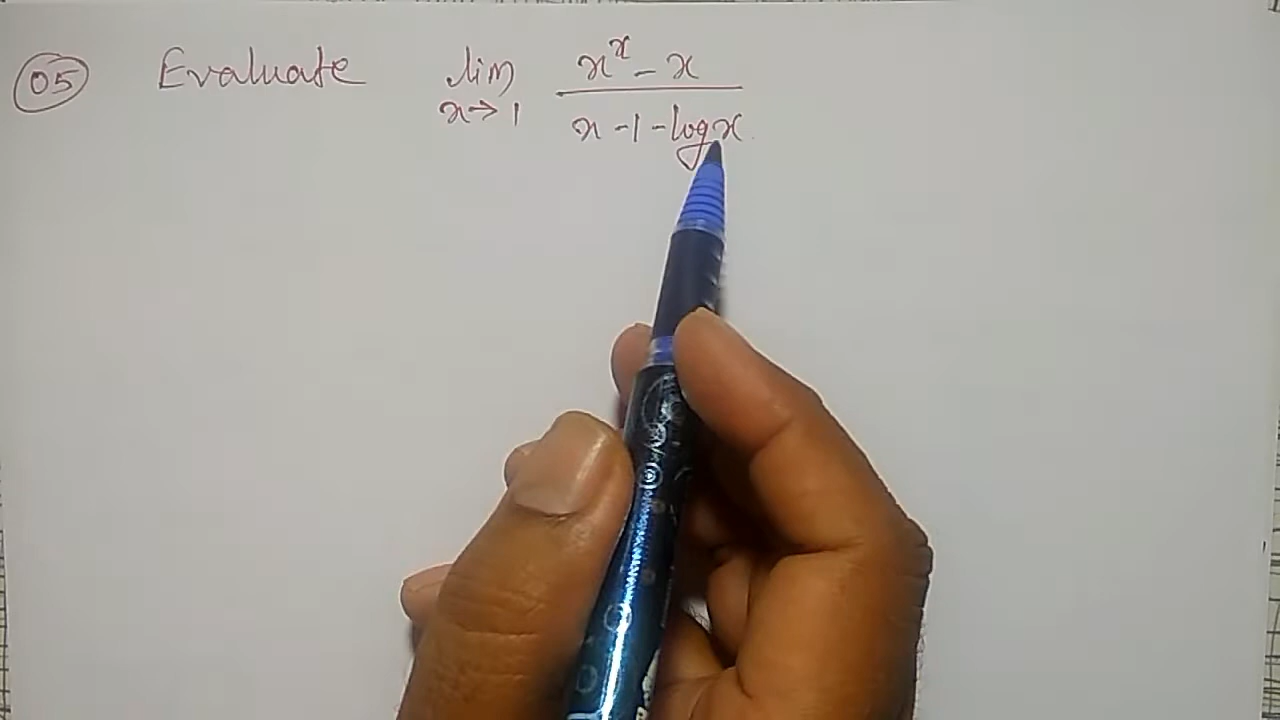 05 Evaluate lim x→1 (x^x - x)/(x - 1 - log x)